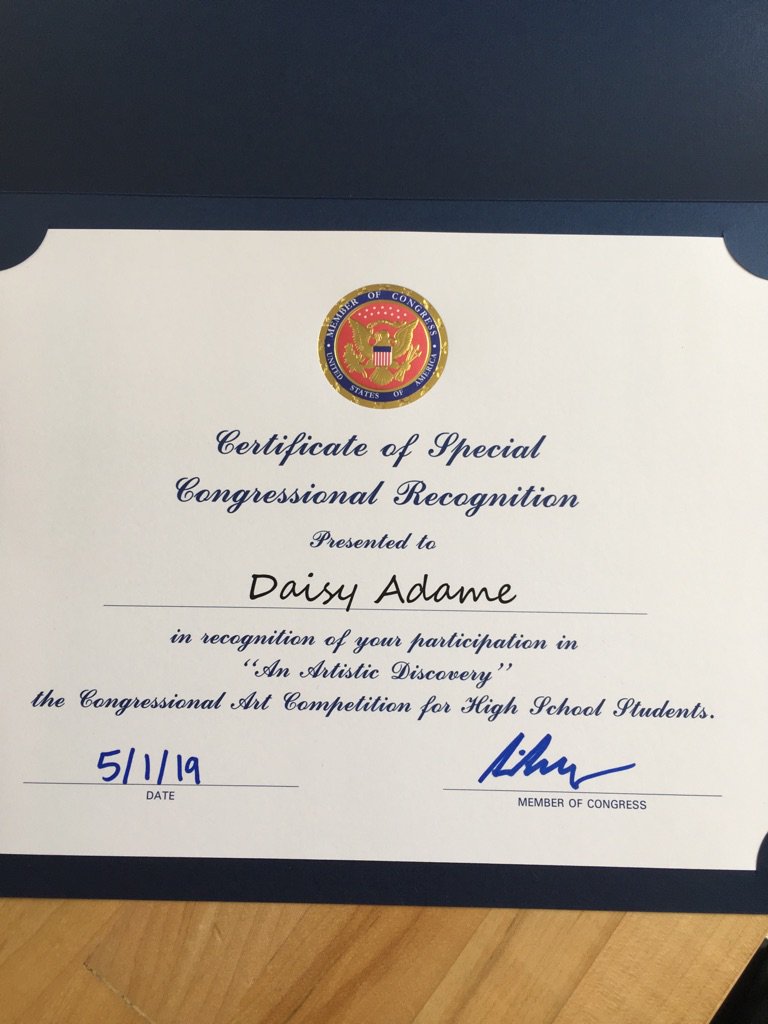 MEMBER OF CONGRESS
UNITED STATES OF AMERICA
Certificate of Special
Congressional Recognition
Presented to
Daisy Adame
in recognition of your participation in
"An Artistic Discovery"
the Congressional Art Competition for High School Students.
5/1/19
DATE
MEMBER OF CONGRESS